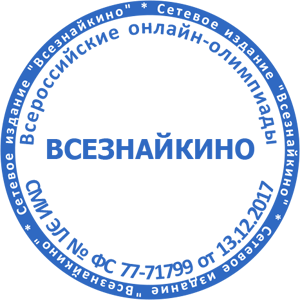 * Сетевое издание "Всезнайкино" * Сетевое издание "Всезнайкино" * Сетевое издание "Всезнайкино"
Всероссийские онлайн-олимпиады
ВСЕЗНАЙКИНО
СМИ ЭЛ № ФС 77-71799 от 13.12.2017